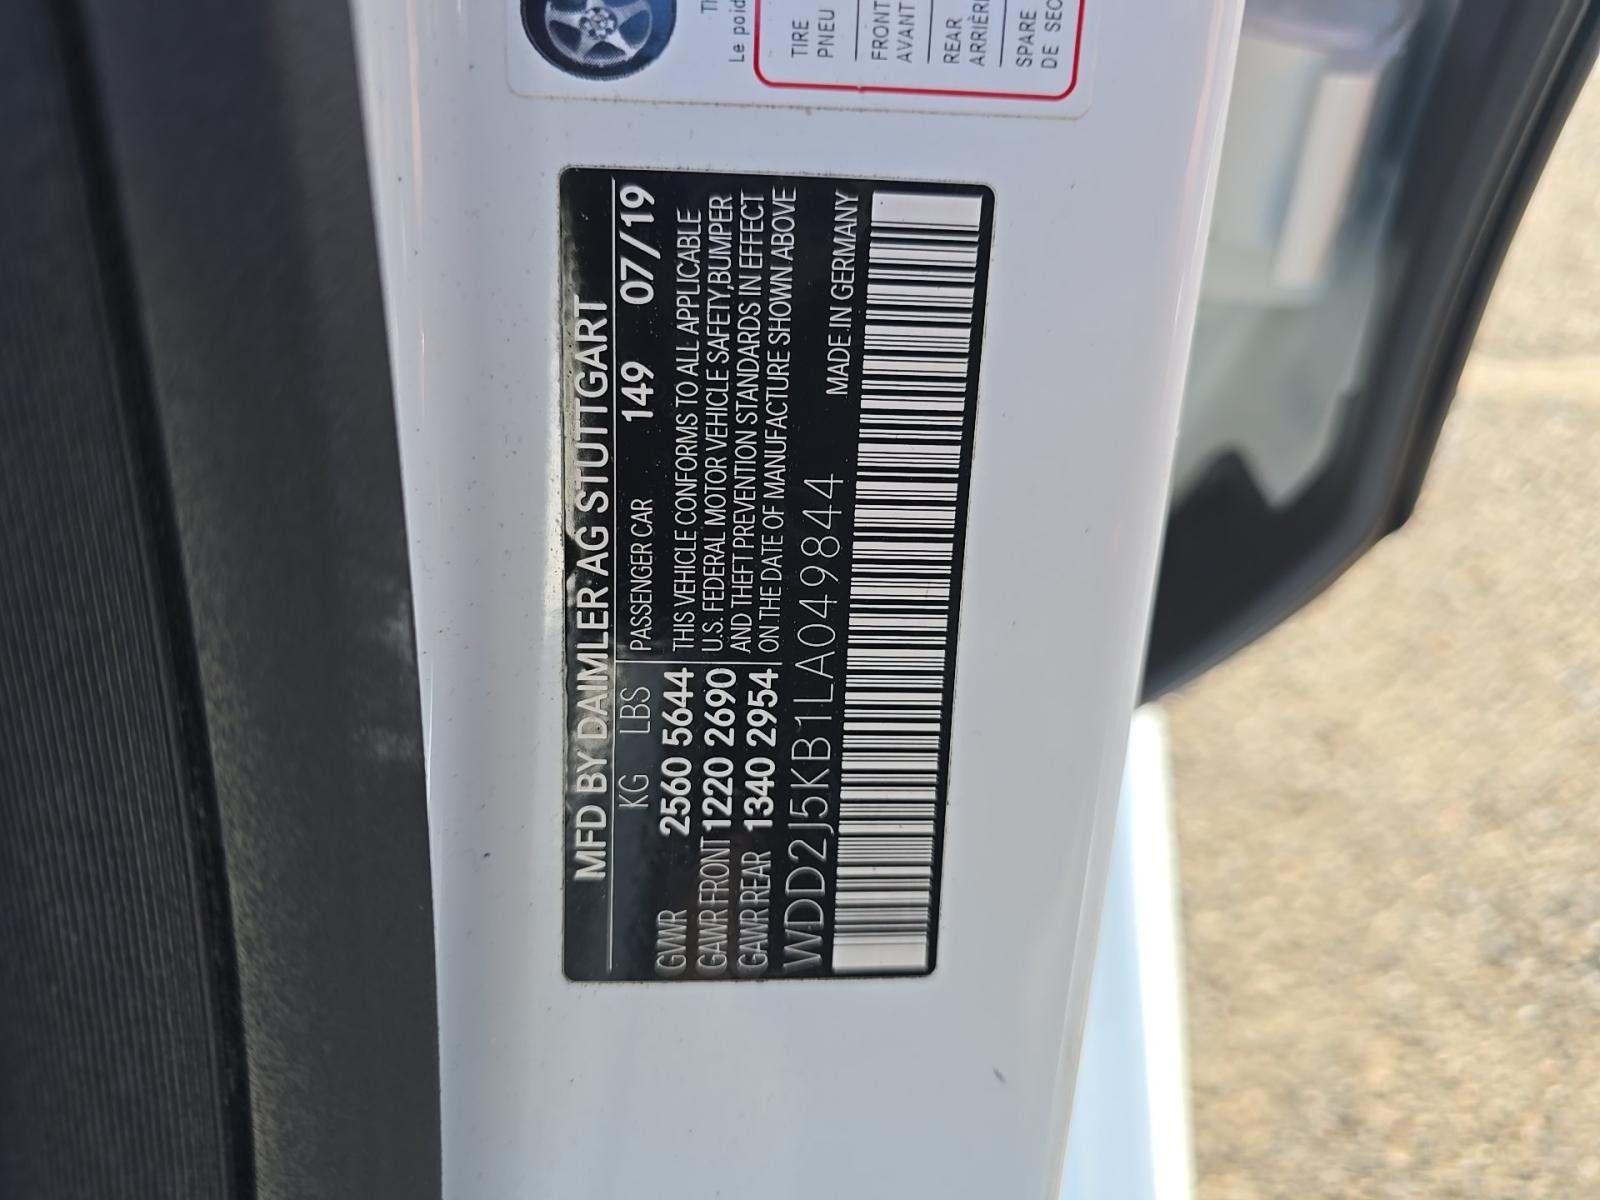 Le poid
TIRE
PNEU
FRONT
AVANT
REAR
SPARE
MFD BY DAIMLER AG STUTTGART
KG LBS PASSENGER CAR 149 07/19
GVWR 2560 5644 THIS VEHICLE CONFORMS TO ALL APPLICABLE
GAWR FRONT 1220 2690 U.S. FEDERAL MOTOR VEHICLE SAFETY,BUMPER
GAWR REAR 1340 2954 AND THEFT PREVENTION STANDARDS IN EFFECT
ON THE DATE OF MANUFACTURE SHOWN ABOVE
WDD2J5KB1LA049844 MADE IN GERMANY